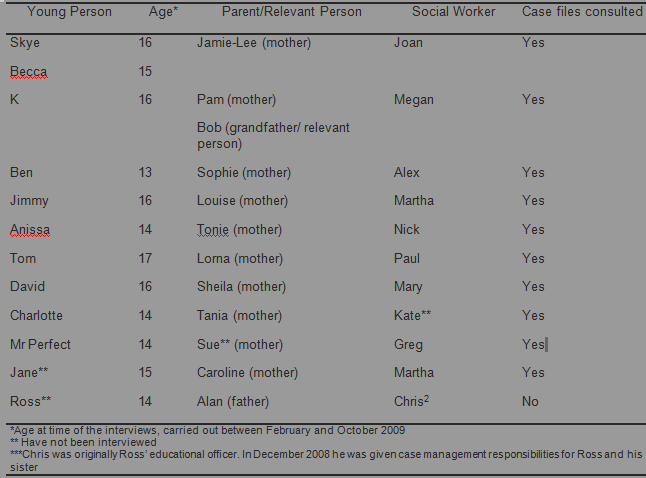 Young Person Age* Parent/Relevant Person Social Worker Case files consulted
Skye 16 Jamie-Lee (mother) Joan Yes
Becca 15
K 16 Pam (mother) Megan Yes
Bob (grandfather/ relevant
person)
Ben 13 Sophie (mother) Alex Yes
Jimmy 16 Louise (mother) Martha Yes
Anissa 14 Tonie (mother) Nick Yes
Tom 17 Lorna (mother) Paul Yes
David 16 Sheila (mother) Mary Yes
Charlotte 14 Tania (mother) Kate** Yes
Mr Perfect 14 Sue** (mother) Greg Yes
Jane** 15 Caroline (mother) Martha Yes
Ross** 14 Alan (father) Chris² No
*Age at time of the interviews, carried out between February and October 2009
** Have not been interviewed
***Chris was originally Ross' educational officer. In December 2008 he was given case management responsibilities for Ross and his
sister